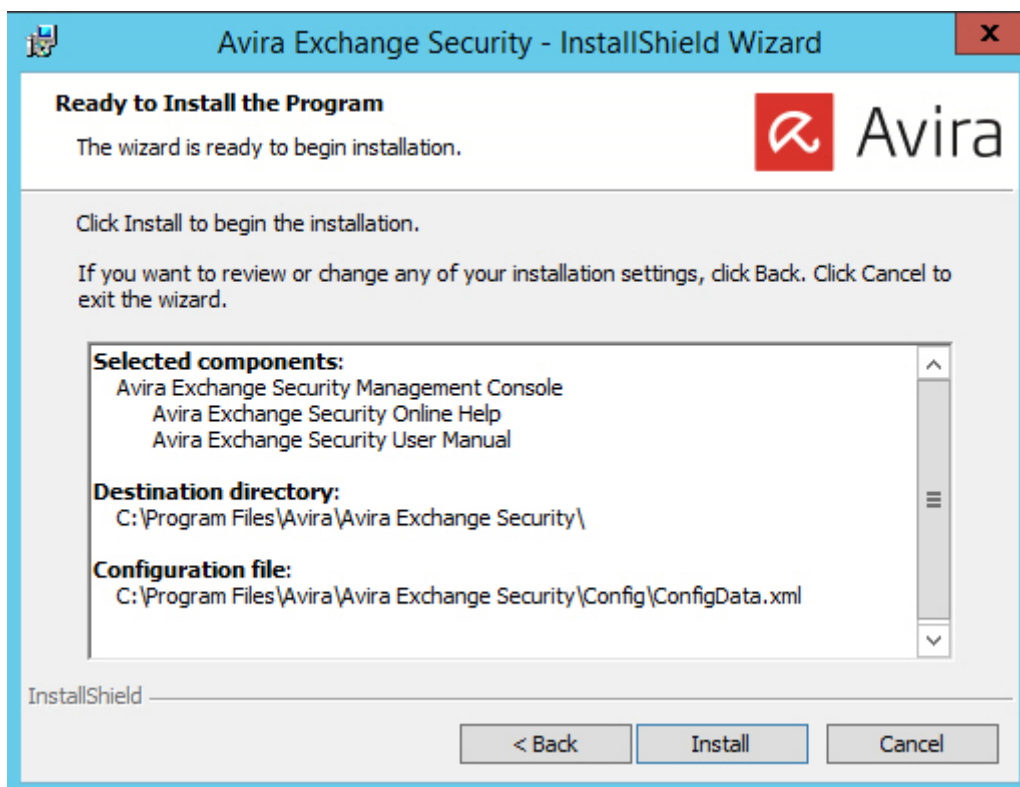 Avira Exchange Security - InstallShield Wizard
x
Ready to Install the Program
The wizard is ready to begin installation.
Avira
Click Install to begin the installation.
If you want to review or change any of your installation settings, click Back. Click Cancel to
exit the wizard.
Selected components:
Avira Exchange Security Management Console
Avira Exchange Security Online Help
Avira Exchange Security User Manual
Destination directory:
C:\Program Files\Avira\Avira Exchange Security\
Configuration file:
C:\Program Files\Avira\Avira Exchange Security\Config\ConfigData.xml
InstallShield
< Back
Install
Cancel